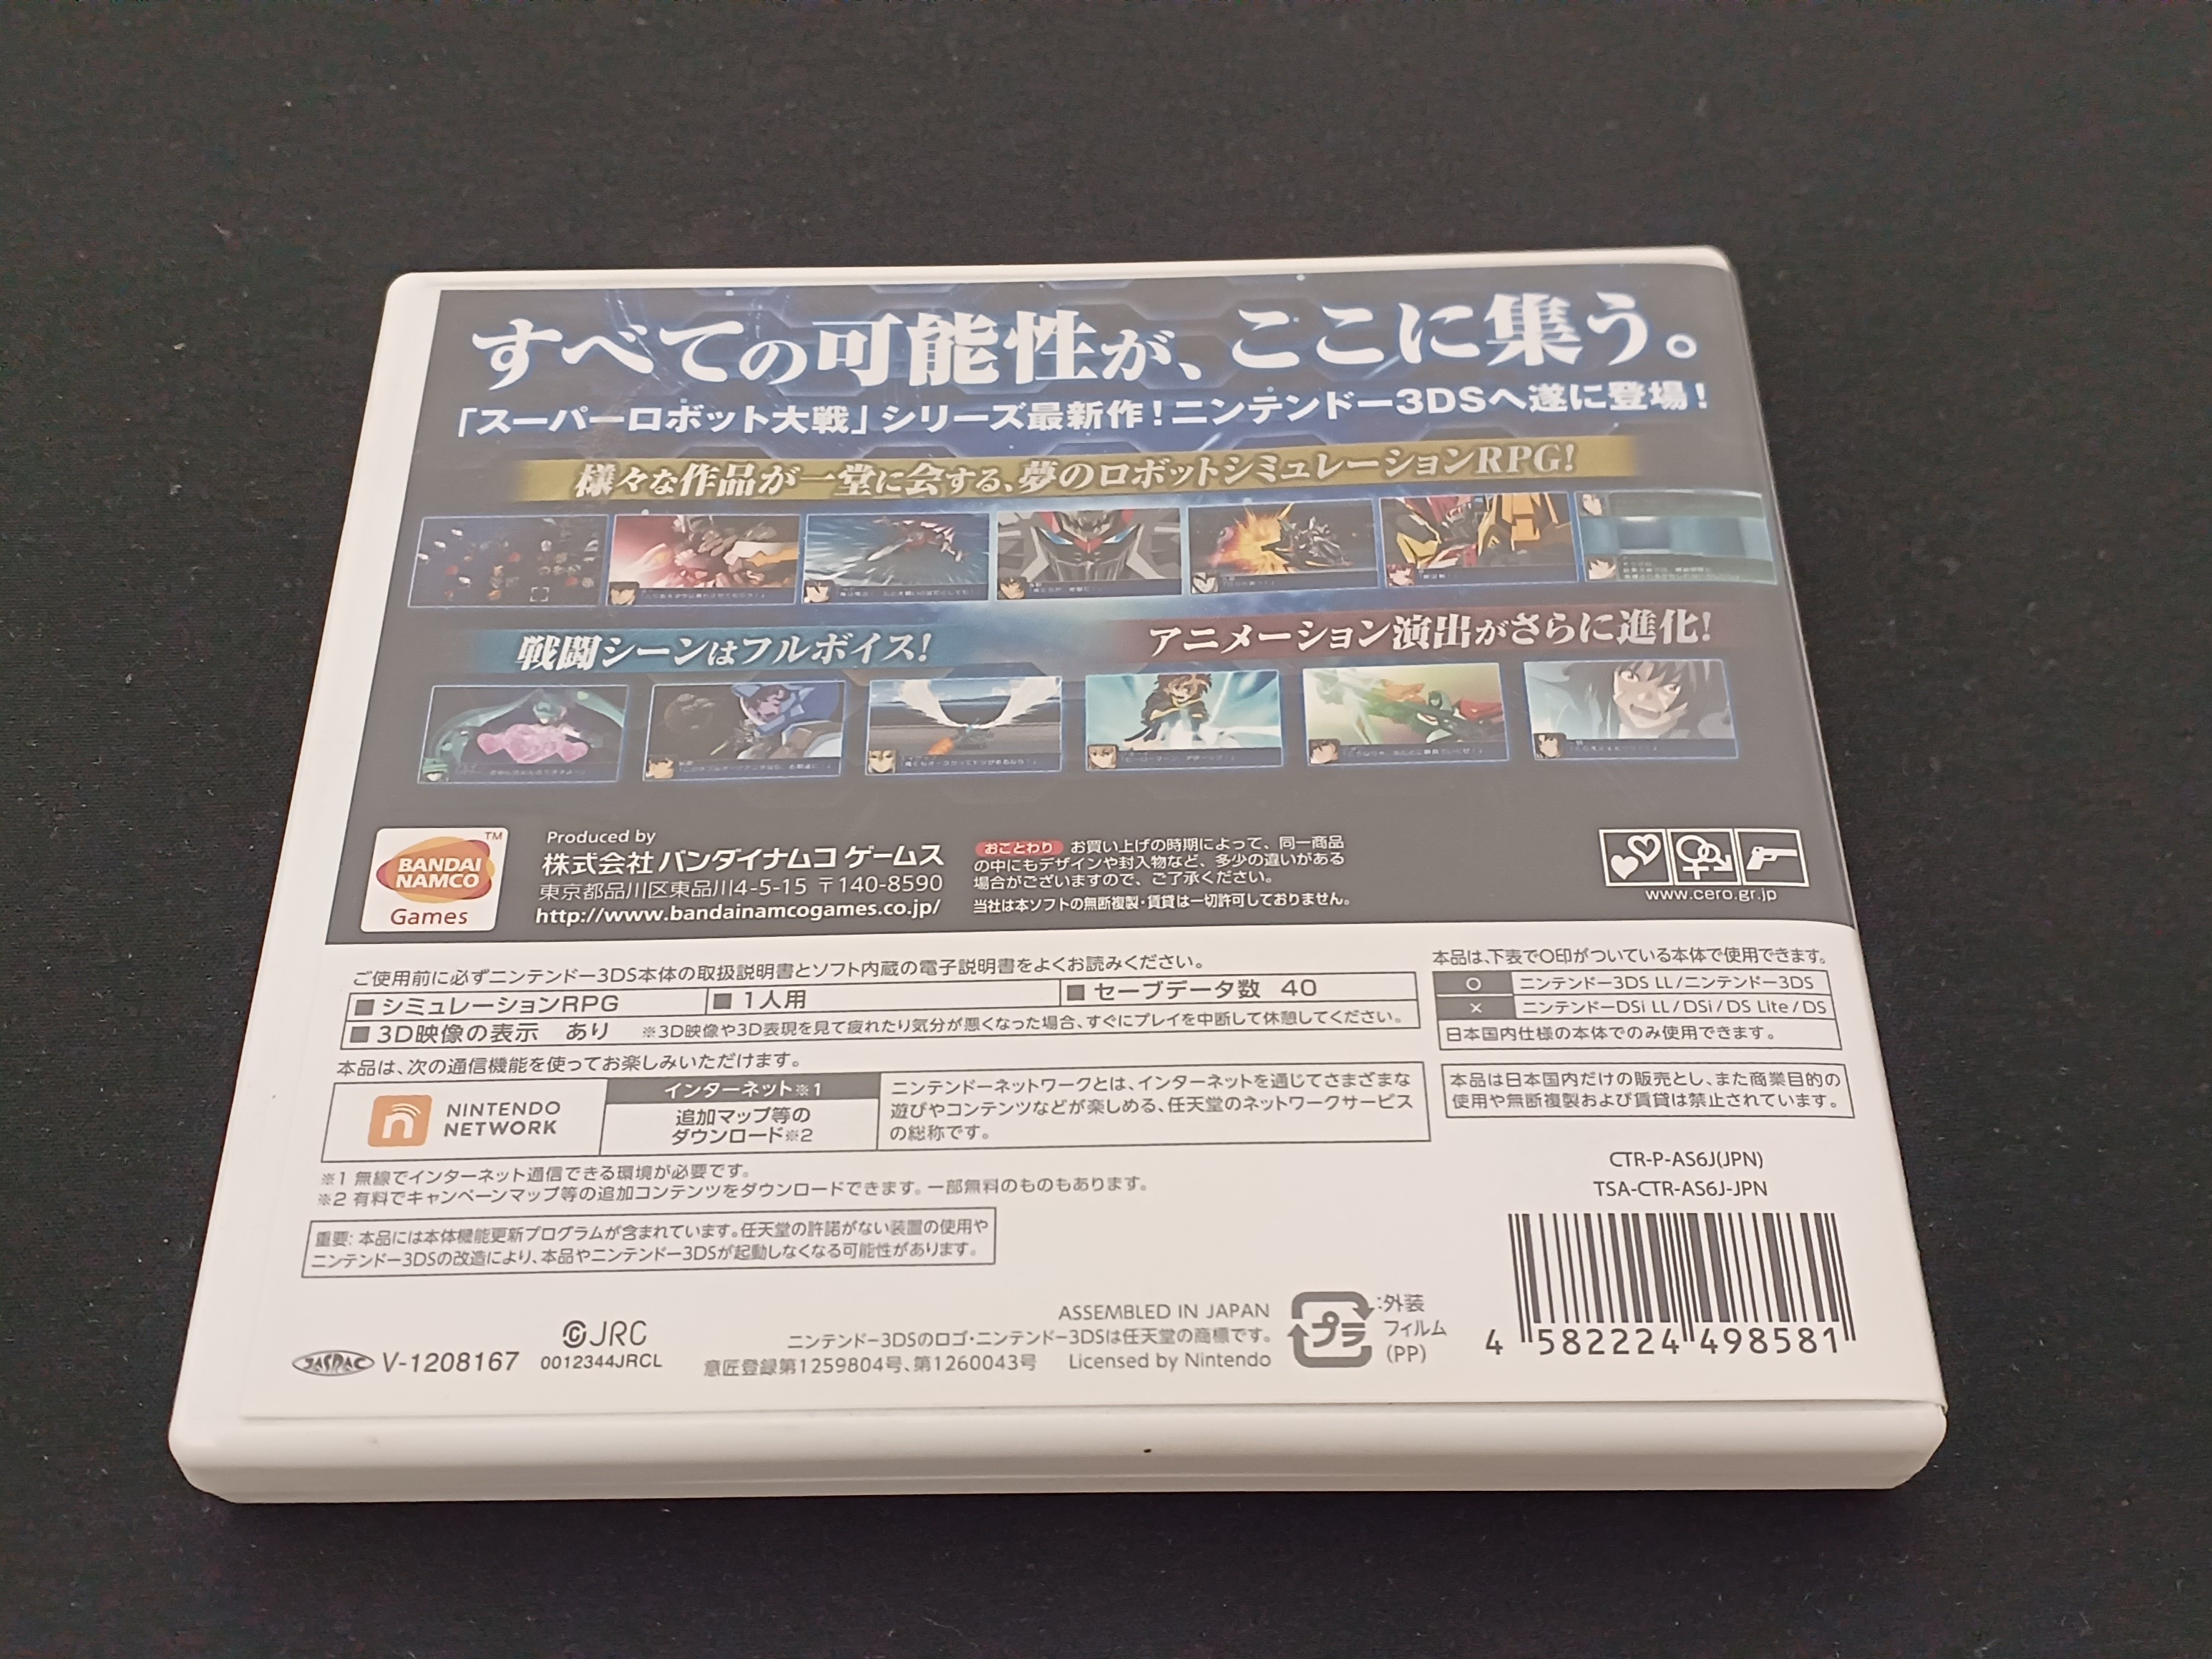 すべての可能性が、ここに集う。
「スーパーロボット大戦」シリーズ最新作！ニンテンドー3DSへ遂に登場！
様々な作品が一堂に会する、夢のロボットシミュレーションRPG！
戦闘シーンはフルボイス！
アニメーション演出がさらに進化！
BANDAI
NAMCO
Games
TM
Produced by
株式会社 バンダイナムコ ゲームス
東京都品川区東品川4-5-15 〒140-8590
http://www.bandainamcogames.co.jp/
おことわり お買い上げの時期によって、同一商品
の中にもデザインや封入物など、多少の違いがある
場合がございますので、ご了承ください。
当社は本ソフトの無断複製・賃貸は一切許可しておりません。
www.cero.gr.jp
ご使用前に必ずニンテンドー3DS本体の取扱説明書とソフト内蔵の電子説明書をよくお読みください。
■ シミュレーションRPG
■ 1人用
■ セーブデータ数 40
■ 3D映像の表示 あり ※3D映像や3D表現を見て疲れたり気分が悪くなった場合、すぐにプレイを中断して休憩してください。
本品は、下表で○印がついている本体で使用できます。
○ ニンテンドー3DS LL/ニンテンドー3DS
× ニンテンドーDSi LL/DSi/DS Lite/DS
日本国内仕様の本体でのみ使用できます。
本品は、次の通信機能を使ってお楽しみいただけます。
NINTENDO
NETWORK
インターネット※1
追加マップ等の
ダウンロード※2
ニンテンドーネットワークとは、インターネットを通じてさまざまな
遊びやコンテンツなどが楽しめる、任天堂のネットワークサービス
の総称です。
本品は日本国内だけの販売とし、また商業目的の
使用や無断複製および賃貸は禁止されています。
※1 無線でインターネット通信できる環境が必要です。
※2 有料でキャンペーンマップ等の追加コンテンツをダウンロードできます。一部無料のものもあります。
重要: 本品には本体機能更新プログラムが含まれています。任天堂の許諾がない装置の使用や
ニンテンドー3DSの改造により、本品やニンテンドー3DSが起動しなくなる可能性があります。
CTR-P-AS6J(JPN)
TSA-CTR-AS6J-JPN
4 582224 498581
JASPAC V-1208167
JRC
0012344JRCL
ASSEMBLED IN JAPAN
ニンテンドー3DSのロゴ・ニンテンドー3DSは任天堂の商標です。
意匠登録第1259804号、第1260043号 Licensed by Nintendo
プラ
:外装
フィルム
(PP)